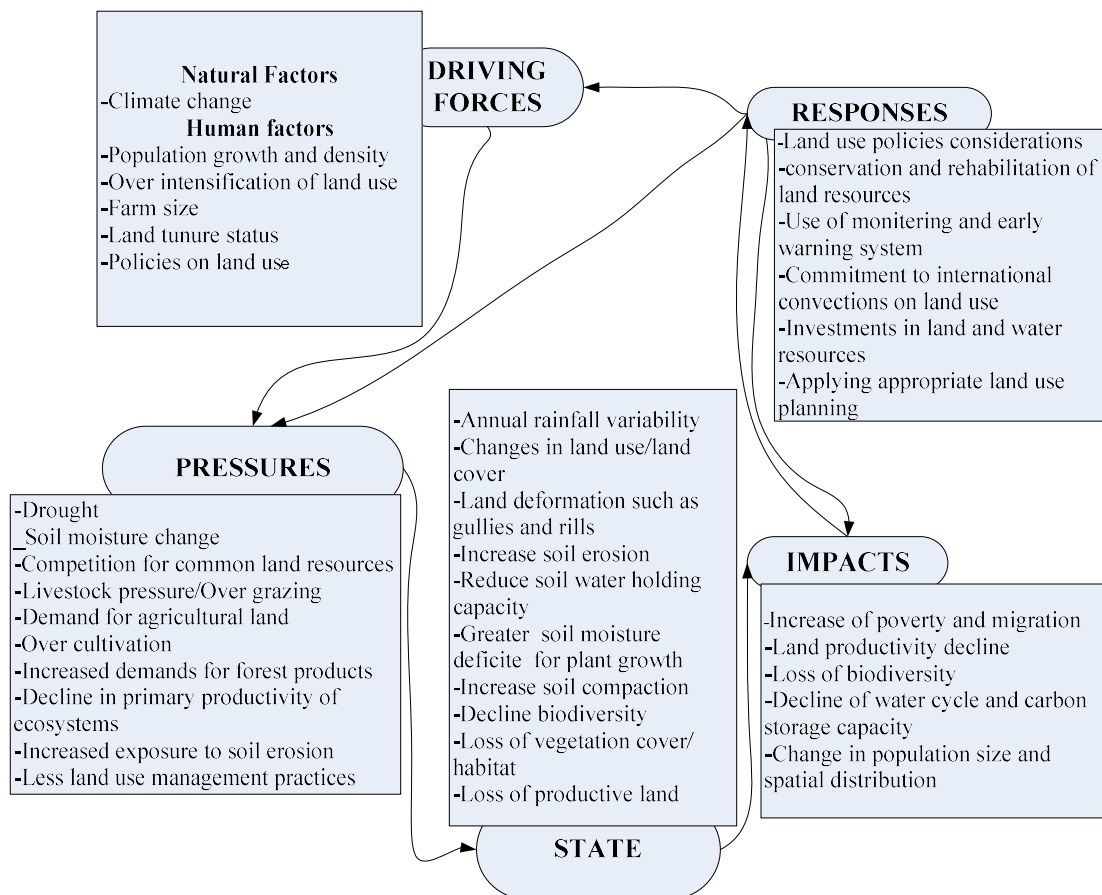 Natural Factors
-Climate change
Human factors
-Population growth and density
-Over intensification of land use
-Farm size
-Land tunure status
-Policies on land use
DRIVING
FORCES
RESPONSES
-Land use policies considerations
-conservation and rehabilitation of
land resources
-Use of monitering and early
warning system
-Commitment to international
convections on land use
-Investments in land and water
resources
-Applying appropriate land use
planning
PRESSURES
-Drought
_Soil moisture change
-Competition for common land resources
-Livestock pressure/Over grazing
-Demand for agricultural land
-Over cultivation
-Increased demands for forest products
-Decline in primary productivity of
ecosystems
-Increased exposure to soil erosion
-Less land use management practices
-Annual rainfall variability
-Changes in land use/land
cover
-Land deformation such as
gullies and rills
-Increase soil erosion
-Reduce soil water holding
capacity
-Greater soil moisture
deficite for plant growth
-Increase soil compaction
-Decline biodiversity
-Loss of vegetation cover/
habitat
-Loss of productive land
STATE
IMPACTS
-Increase of poverty and migration
-Land productivity decline
-Loss of biodiversity
-Decline of water cycle and carbon
storage capacity
-Change in population size and
spatial distribution